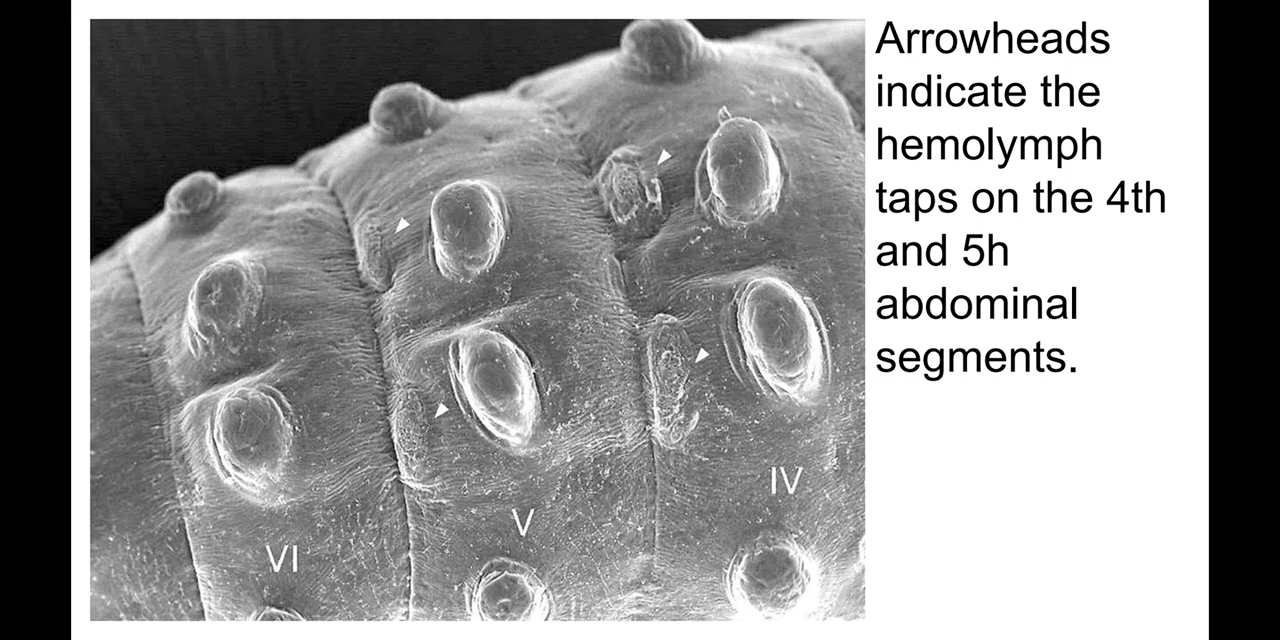 Arrowheads
indicate the
hemolymph
taps on the 4th
and 5h
abdominal
segments.
IV
V
VI